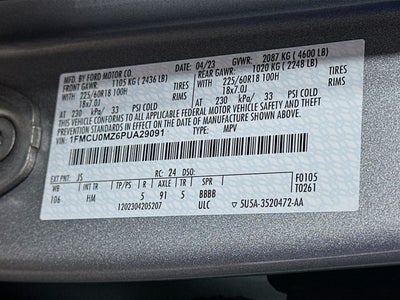 MFD. BY FORD MOTOR CO. 04/23 GVWR: 2087 KG ( 4600 LB)
FRONT GAWR: 1105 KG ( 2436 LB) REAR GAWR: 1020 KG ( 2248 LB)
225/60R18 100H TIRES 225/60R18 100H TIRES
18x7.0J RIMS 18x7.0J RIMS
AT 230 kPa/ 33 PSI COLD AT 230 kPa/ 33 PSI COLD
THIS VEHICLE CONFORMS TO ALL APPLICABLE FEDERAL MOTOR VEHICLE SAFETY AND THEFT PREVENTION STANDARDS IN EFFECT ON THE DATE OF MANUFACTURE SHOWN ABOVE.
VIN: 1FMCU0MZ6PUA29091
TYPE: MPV
EXT PNT: JS RC: 24 DSO: F0105
WB INT TR TP/PS R AXLE TR SPR T0261
106 HM 5 91 5 BBBB
1202304205207 ULC 5U5A-3520472-AA